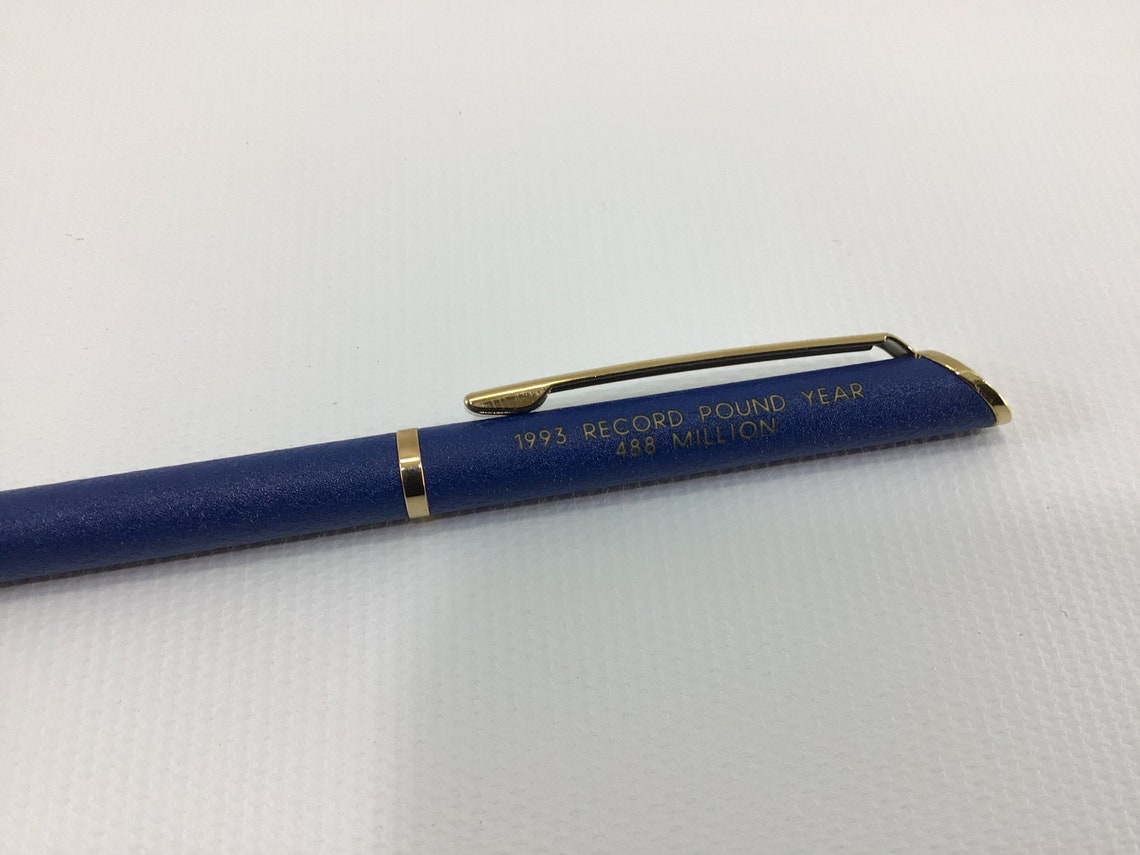 1993 RECORD POUND YEAR
488 MILLION